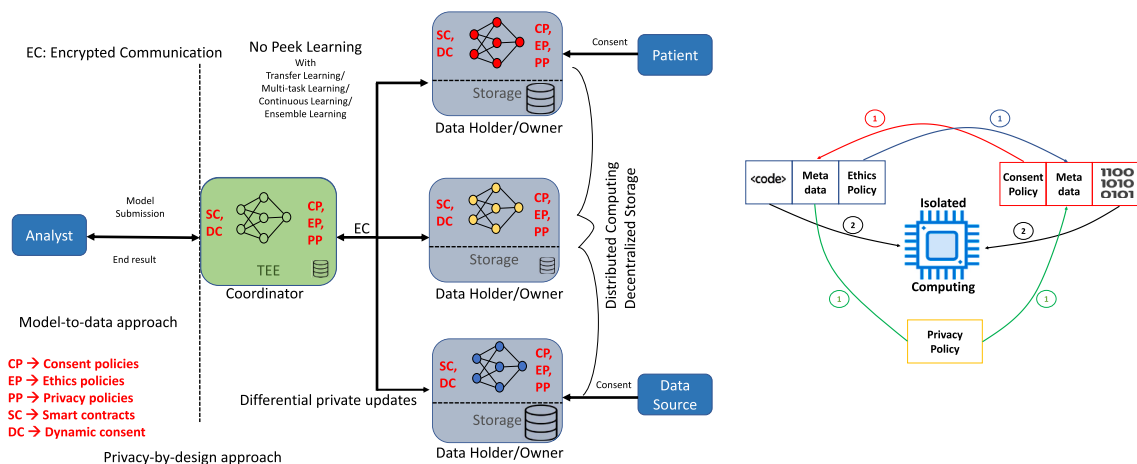 EC: Encrypted Communication
No Peek Learning
With
Transfer Learning/
Multi-task Learning/
Continuous Learning/
Ensemble Learning
SC,
DC
CP,
EP,
PP
Storage
Data Holder/Owner
Consent
Patient
Analyst
Model
Submission
End result
SC,
DC
CP,
EP,
PP
TEE
Coordinator
EC
SC,
DC
CP,
EP,
PP
Storage
Data Holder/Owner
Distributed Computing
Decentralized Storage
Model-to-data approach
CP → Consent policies
EP → Ethics policies
PP → Privacy policies
SC → Smart contracts
DC → Dynamic consent
Privacy-by-design approach
Differential private updates
SC,
DC
CP,
EP,
PP
Storage
Data Holder/Owner
Consent
Data
Source
1
1
<code>
Meta
data
Ethics
Policy
Consent
Policy
Meta
data
1100
1010
0101
Isolated
2
2
Computing
1
1
Privacy
Policy